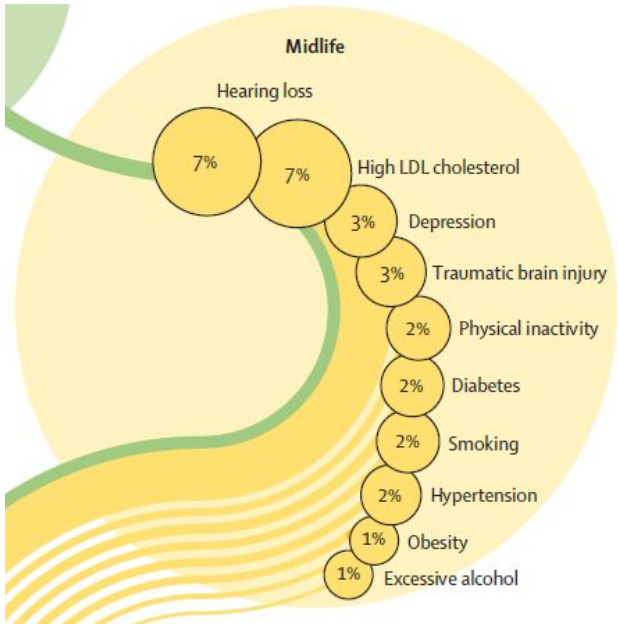 Midlife
Hearing loss
7%
7%
High LDL cholesterol
3%
Depression
3%
Traumatic brain injury
2%
Physical inactivity
2%
Diabetes
2%
Smoking
2%
Hypertension
1%
Obesity
1%
Excessive alcohol